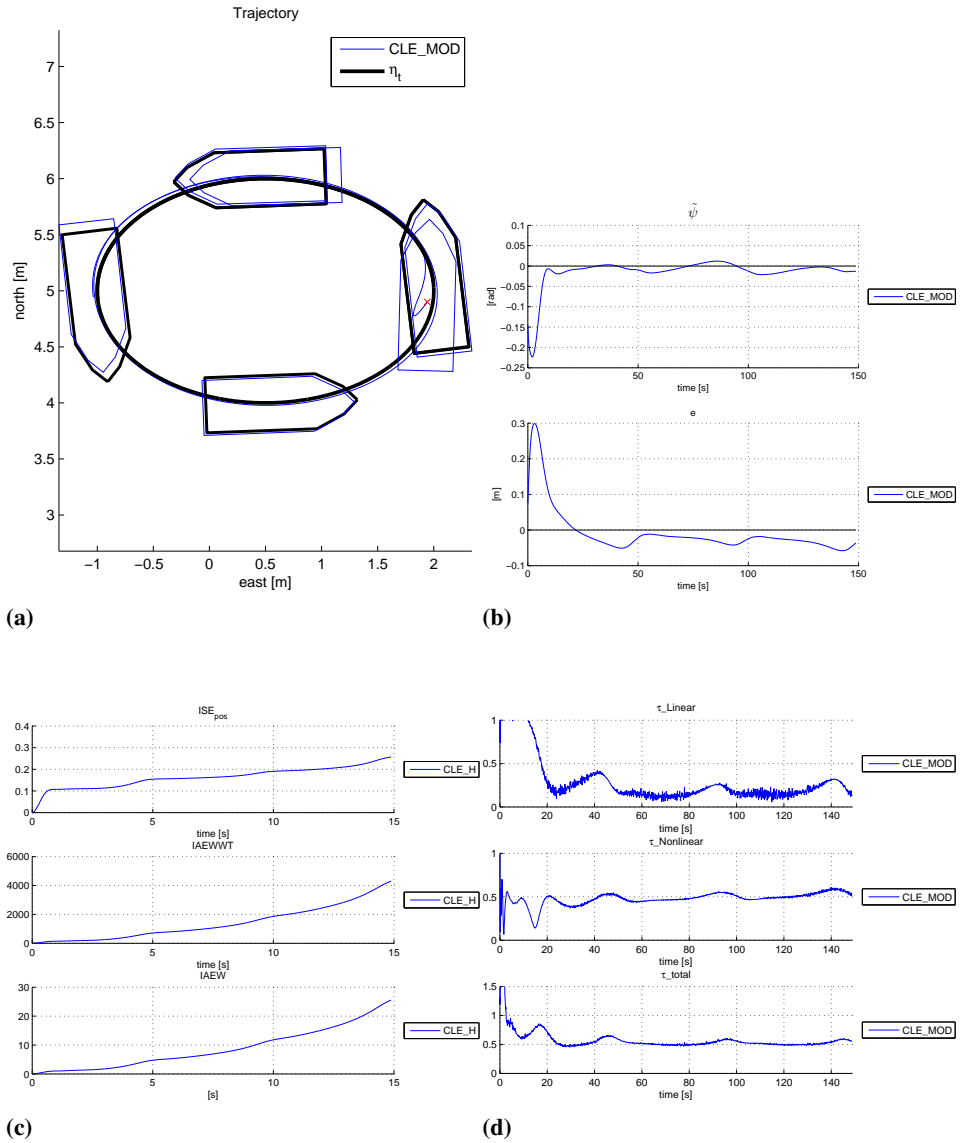 Trajectory
CLE_MOD
η_t
7
6.5
6
5.5
5
4.5
4
3.5
3
north [m]
−1 −0.5 0 0.5 1 1.5 2
east [m]
(a)
ψ̃
0.1
0.05
0
−0.05
−0.1
−0.15
−0.2
−0.25
[rad]
CLE_MOD
0 50 100 150
time [s]
e
0.3
0.2
0.1
0
−0.1
[m]
CLE_MOD
0 50 100 150
time [s]
(b)
ISE_pos
0.4
0.3
0.2
0.1
0
CLE_H
0 5 10 15
time [s]
IAEWWT
6000
4000
2000
0
CLE_H
0 5 10 15
time [s]
IAEW
30
20
10
0
CLE_H
0 5 10 15
[s]
(c)
τ_Linear
1
0.5
0
CLE_MOD
0 20 40 60 80 100 120 140
time [s]
τ_Nonlinear
1
0.5
0
CLE_MOD
0 20 40 60 80 100 120 140
time [s]
τ_total
1.5
1
0.5
0
CLE_MOD
0 20 40 60 80 100 120 140
time [s]
(d)